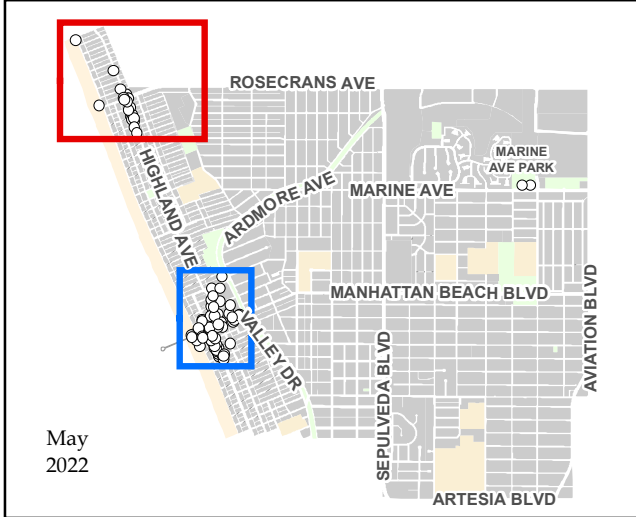 ROSECRANS AVE
MARINE
AVE PARK
HIGHLAND AVE
ARDMORE AVE
MARINE AVE
MANHATTAN BEACH BLVD
VALLEY DR
SEPULVEDA BLVD
AVIATION BLVD
May
2022
ARTESIA BLVD